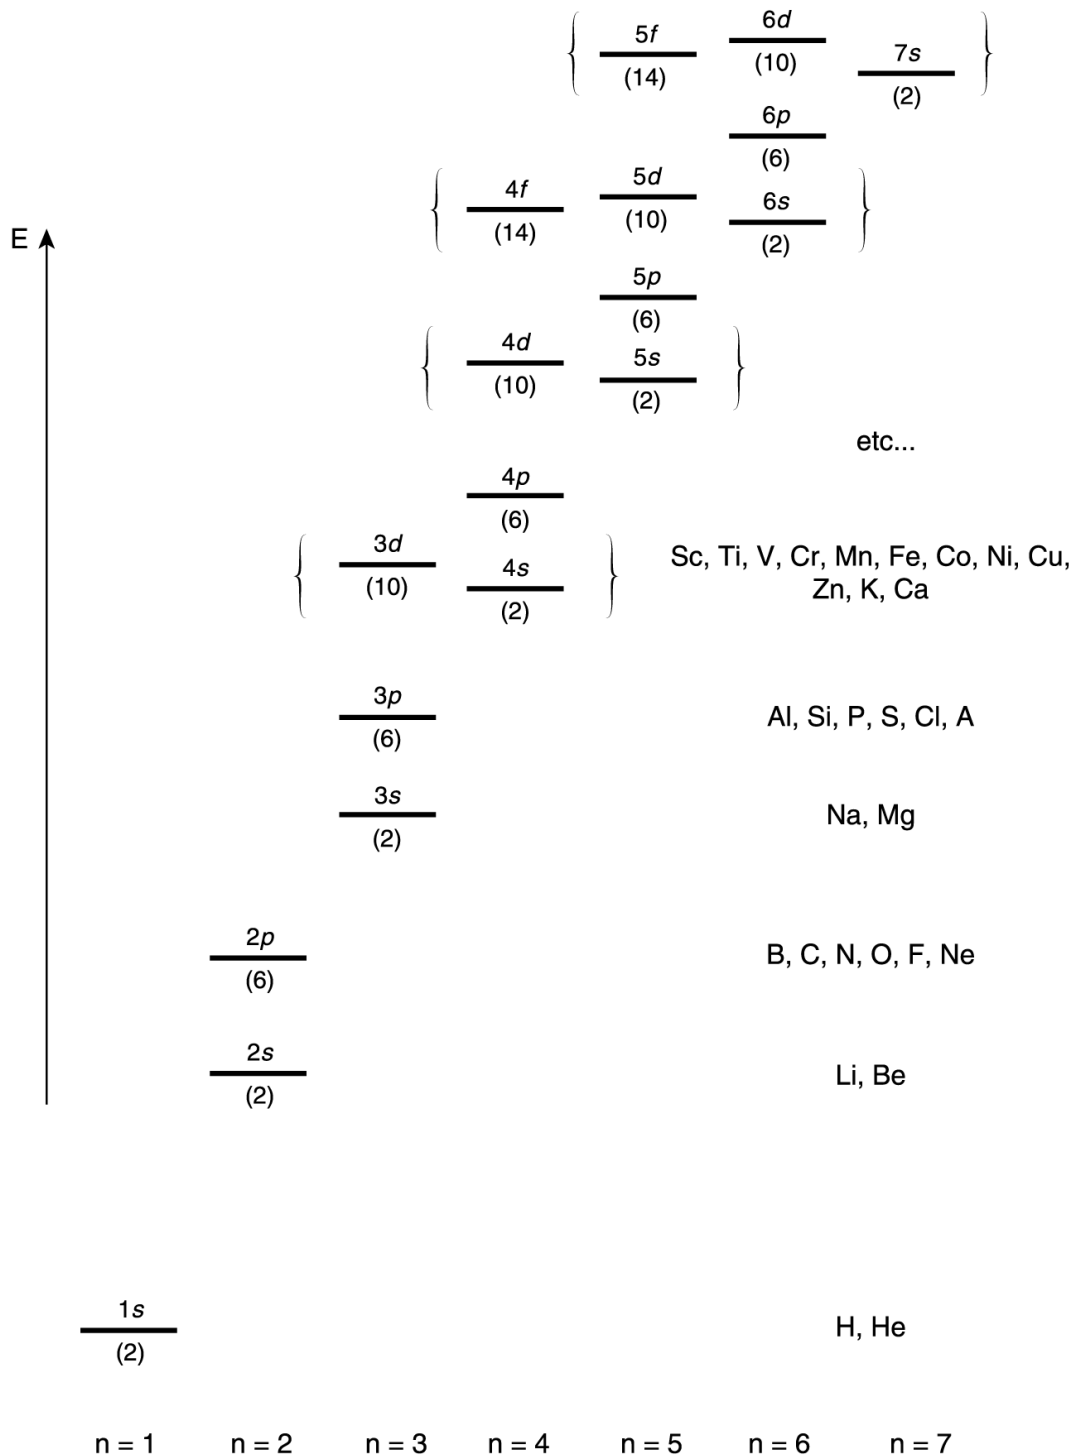 5f 6d 7s
(14) (10) (2)
6p
(6)
4f 5d 6s
(14) (10) (2)
E
5p
(6)
4d 5s
(10) (2)
etc...
4p
(6)
3d 4s
(10) (2)
Sc, Ti, V, Cr, Mn, Fe, Co, Ni, Cu,
Zn, K, Ca
3p
(6)
Al, Si, P, S, Cl, A
3s
(2)
Na, Mg
2p
(6)
B, C, N, O, F, Ne
2s
(2)
Li, Be
1s
(2)
H, He
n = 1 n = 2 n = 3 n = 4 n = 5 n = 6 n = 7